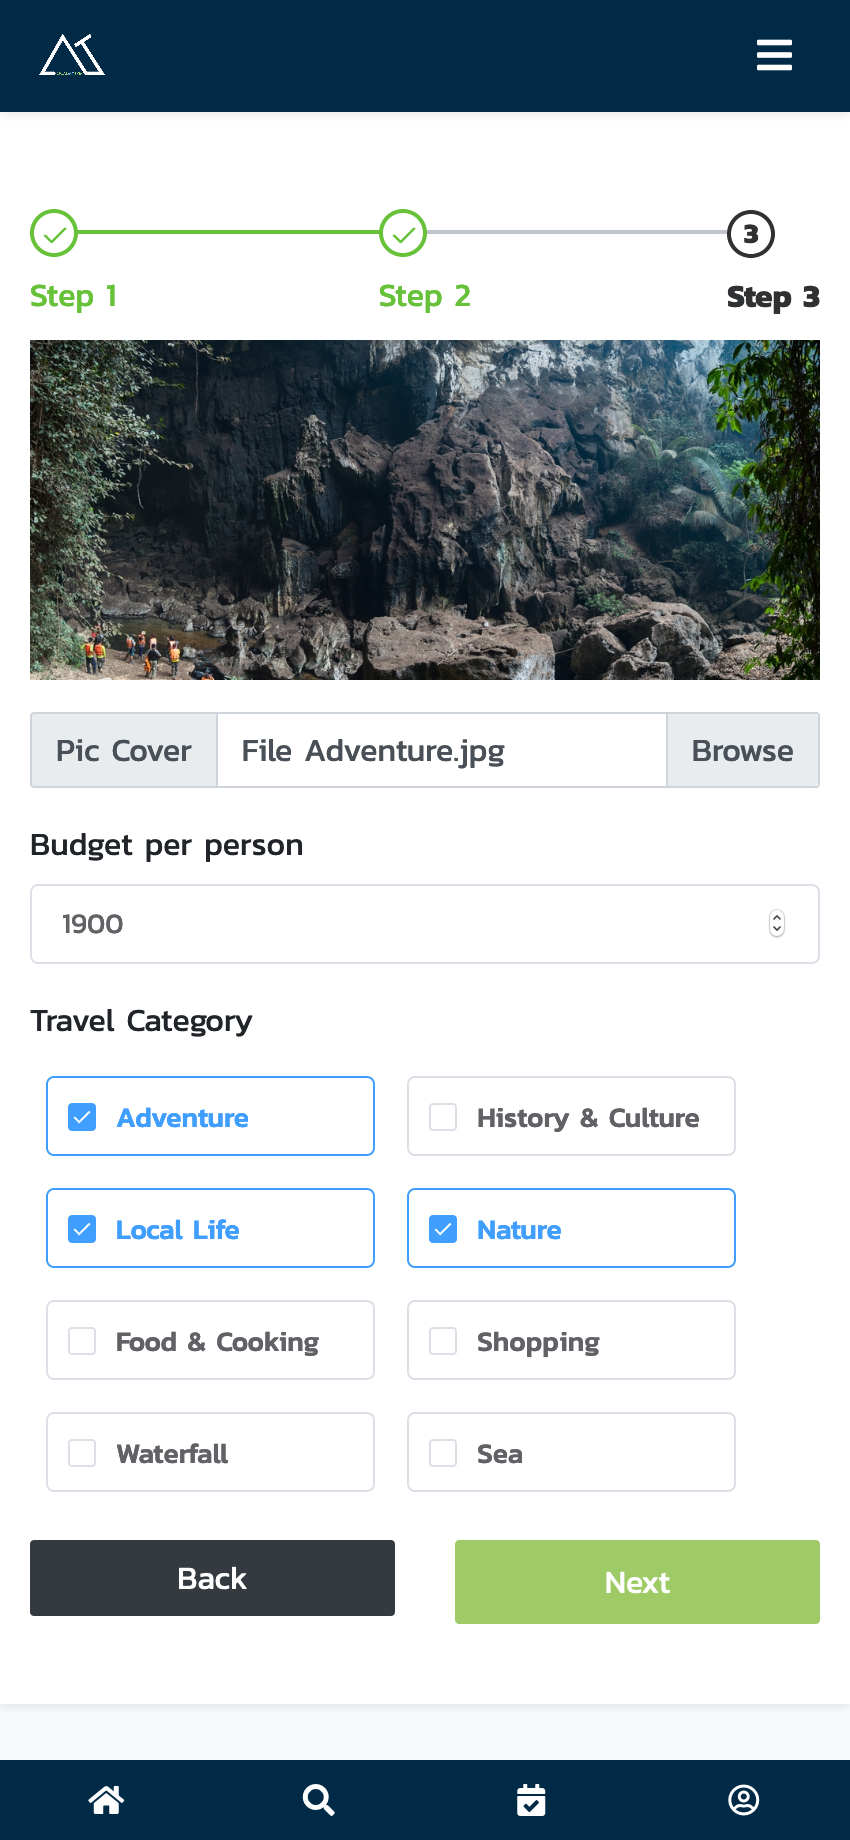 3
Step 1
Step 2
Step 3
Pic Cover
File Adventure.jpg
Browse
Budget per person
1900
Travel Category
Adventure
History & Culture
Local Life
Nature
Food & Cooking
Shopping
Waterfall
Sea
Back
Next